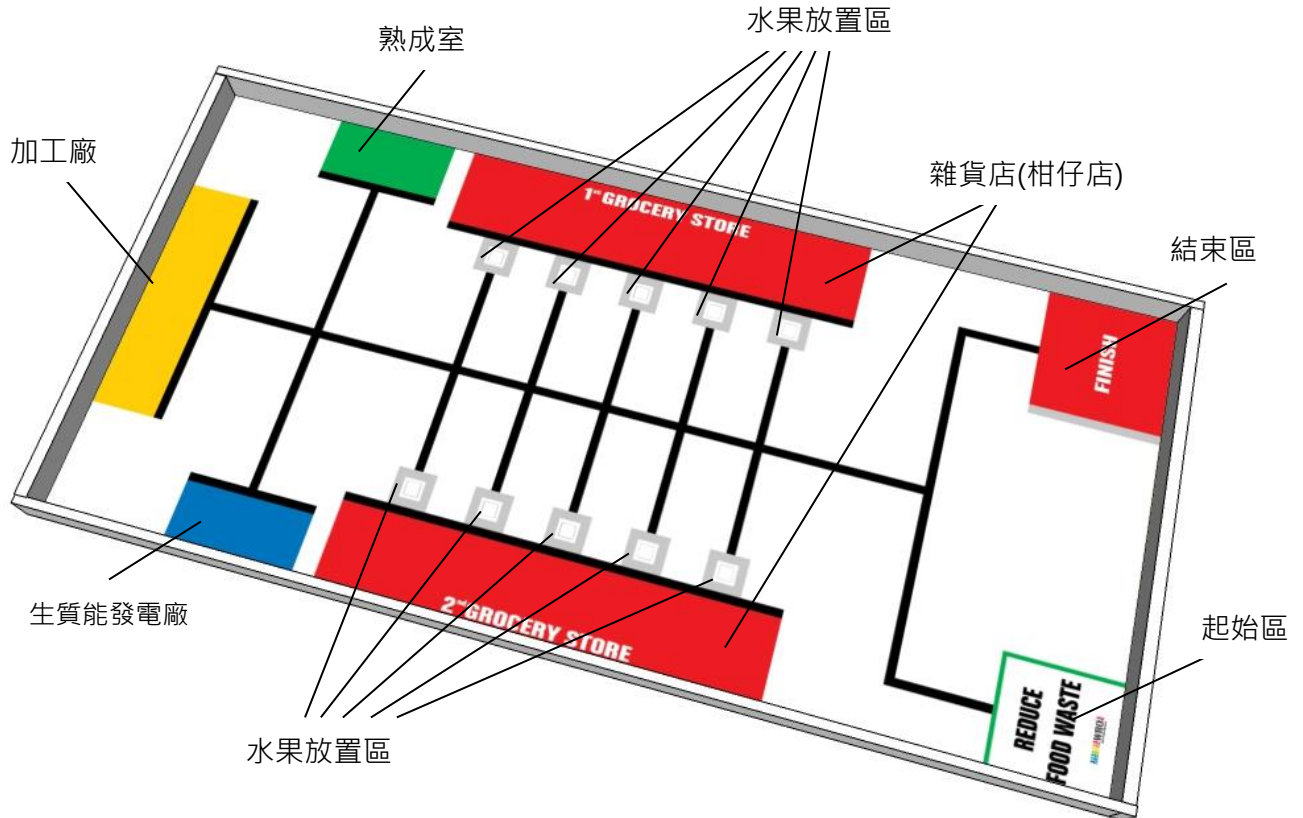 水果放置區
熟成室
加工廠
雜貨店(柑仔店)
1st GROCERY STORE
結束區
FINISH
生質能發電廠
2nd GROCERY STORE
起始區
REDUCE
FOOD WASTE
水果放置區